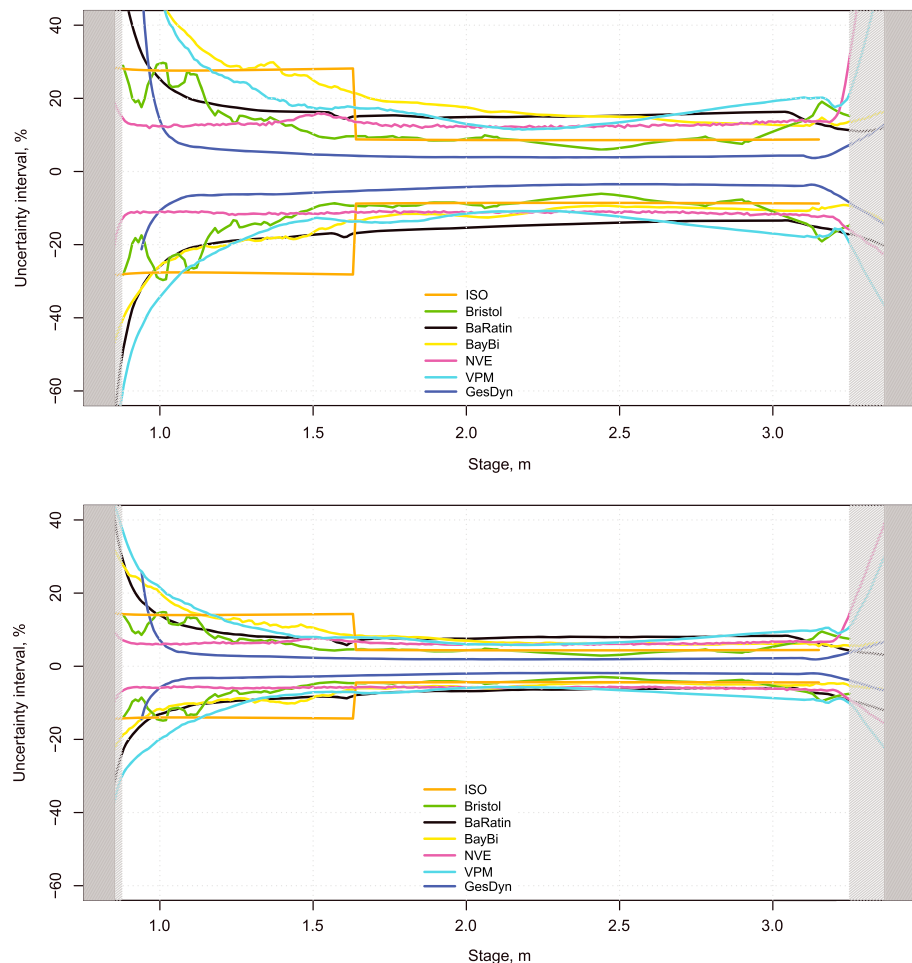 Uncertainty interval, %
40
20
0
−20
−40
−60
ISO
Bristol
BaRatin
BayBi
NVE
VPM
GesDyn
1.0 1.5 2.0 2.5 3.0
Stage, m
Uncertainty interval, %
40
20
0
−20
−40
−60
ISO
Bristol
BaRatin
BayBi
NVE
VPM
GesDyn
1.0 1.5 2.0 2.5 3.0
Stage, m